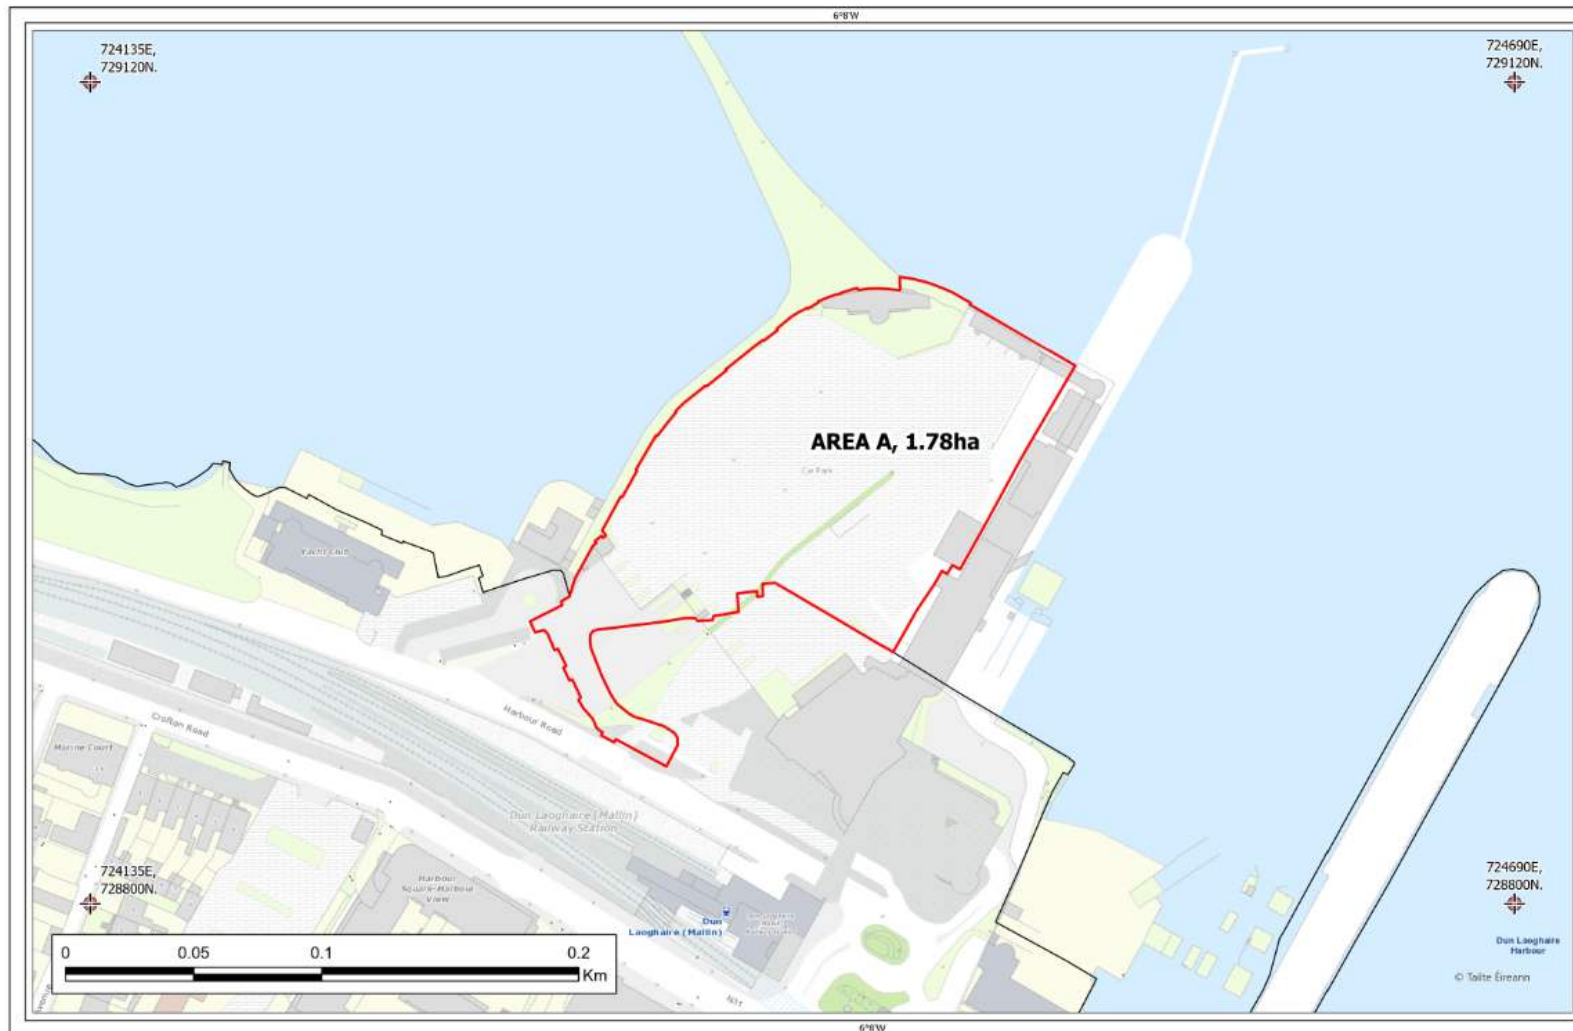 6°8'W
724135E,
729120N.
724690E,
729120N.
AREA A, 1.78ha
Car Park
Yacht Club
Harbour Road
Crofton Road
Marine Court
Dun Laoghaire (Mallin)
Railway Station
724135E,
728800N.
Harbour
Square-Harbour
View
724690E,
728800N.
Dun
Laoghaire (Mallin)
Dun Laoghaire
Harbour
0 0.05 0.1 0.2
Km
© Tailte Éireann
N31
6°8'W